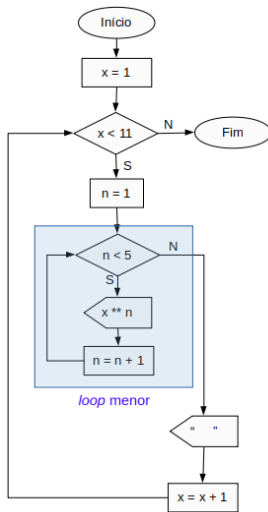 Início
x = 1
x < 11
N
Fim
S
n = 1
n < 5
N
S
x ** n
n = n + 1
loop menor
“ "
x = x + 1